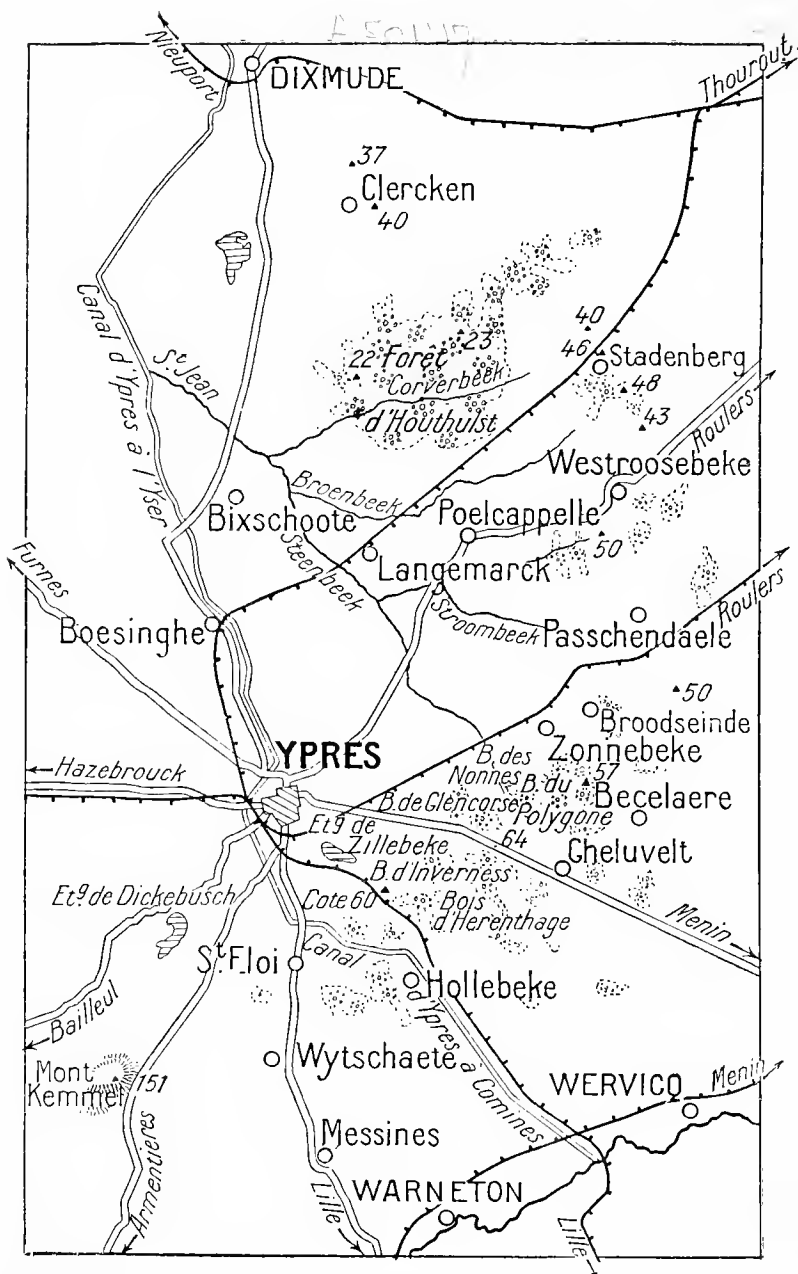 Nieuport
DIXMUDE
Thourout
37
Clercken
40
Canal d'Ypres à l'Yser
St Jean
40
46
Stadenberg
23
22 Forêt
Corverbeek
d'Houthulst
48
43
Roulers
Westroosebeke
Broenbeek
Bixschoote
Poelcappelle
50
Steenbeek
Langemarck
Furnes
Stroombeek
Boesinghe
Passchendaele
Roulers
50
Broodseinde
YPRES
Zonnebeke
Hazebrouck
B. des
Nonnes
B. du
Polygone
57
Becelaere
B. de Glencorse
64
Etg de
Zillebeke
Gheluvelt
B. d'Inverness
Etg de Dickebusch
Cote 60
Bois
d'Herenthage
Menin
St Eloi
Canal
d'Ypres à Comines
Hollebeke
Bailleul
Wytschaete
Mont
Kemmel
151
WERVICQ
Menin
Messines
Armentières
Lille
WARNETON
Lille